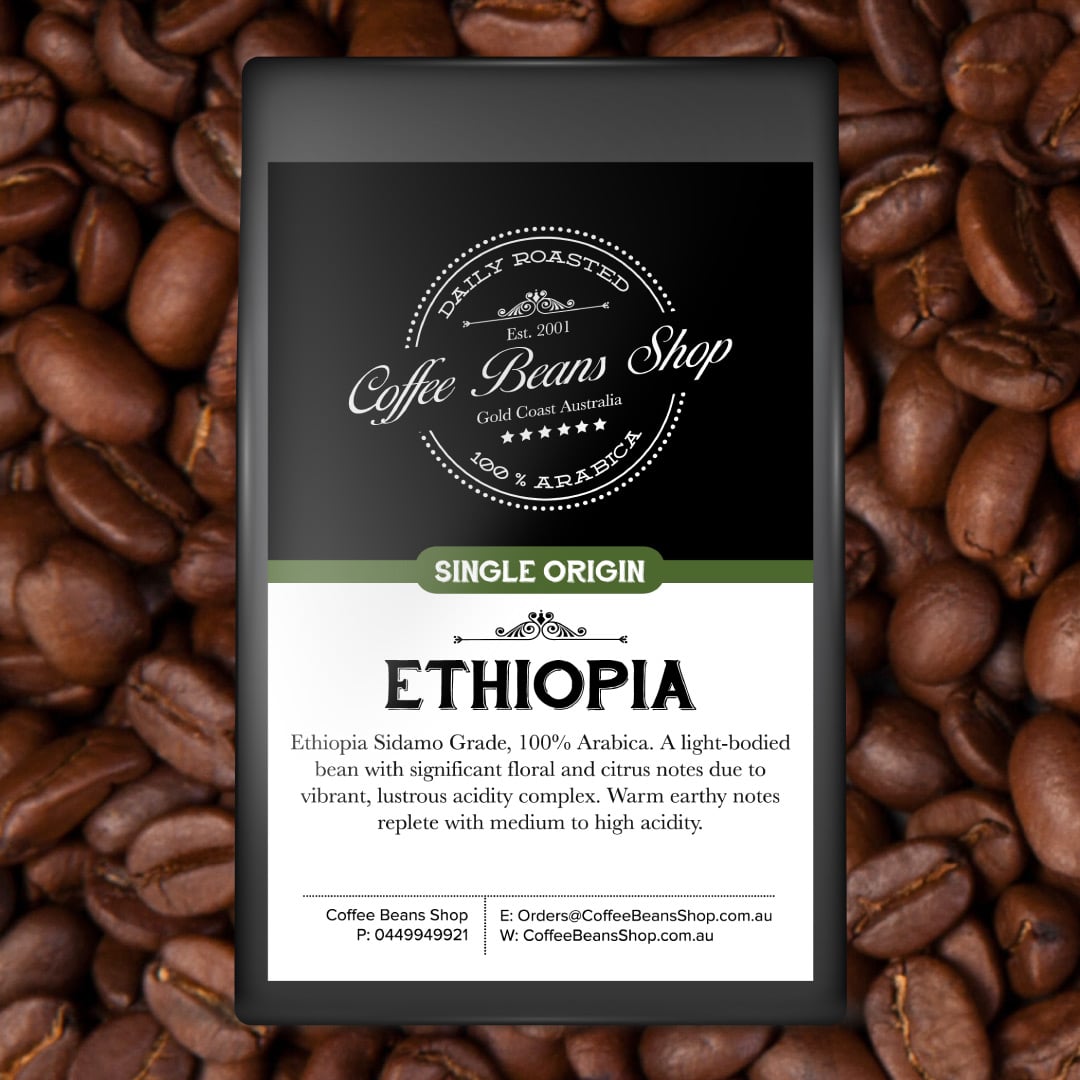 DAILY ROASTED
Est. 2001
Coffee Beans Shop
Gold Coast Australia
100 % ARABICA
SINGLE ORIGIN
ETHIOPIA
Ethiopia Sidamo Grade, 100% Arabica. A light-bodied
bean with significant floral and citrus notes due to
vibrant, lustrous acidity complex. Warm earthy notes
replete with medium to high acidity.
Coffee Beans Shop
P: 0449949921
E: Orders@CoffeeBeansShop.com.au
W: CoffeeBeansShop.com.au